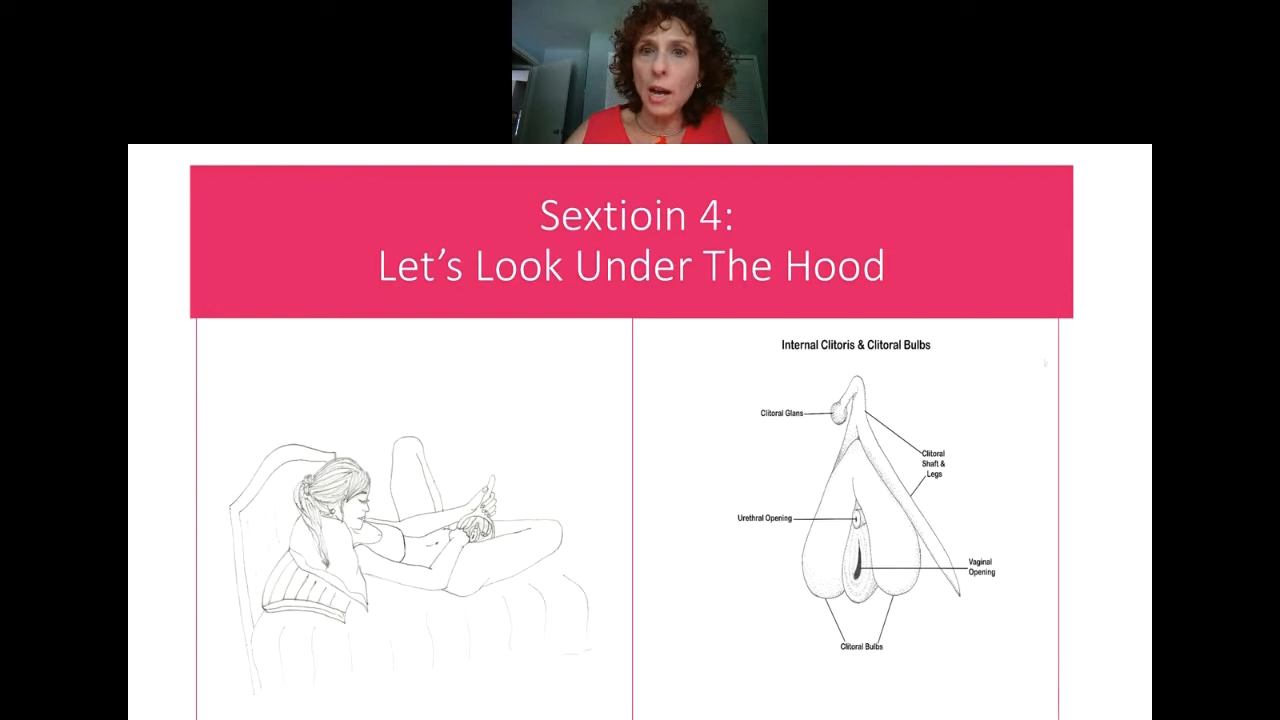 Sextioin 4:
Let's Look Under The Hood
Internal Clitoris & Clitoral Bulbs
Clitoral Glans
Clitoral
Shaft &
Legs
Urethral Opening
Vaginal
Opening
Clitoral Bulbs